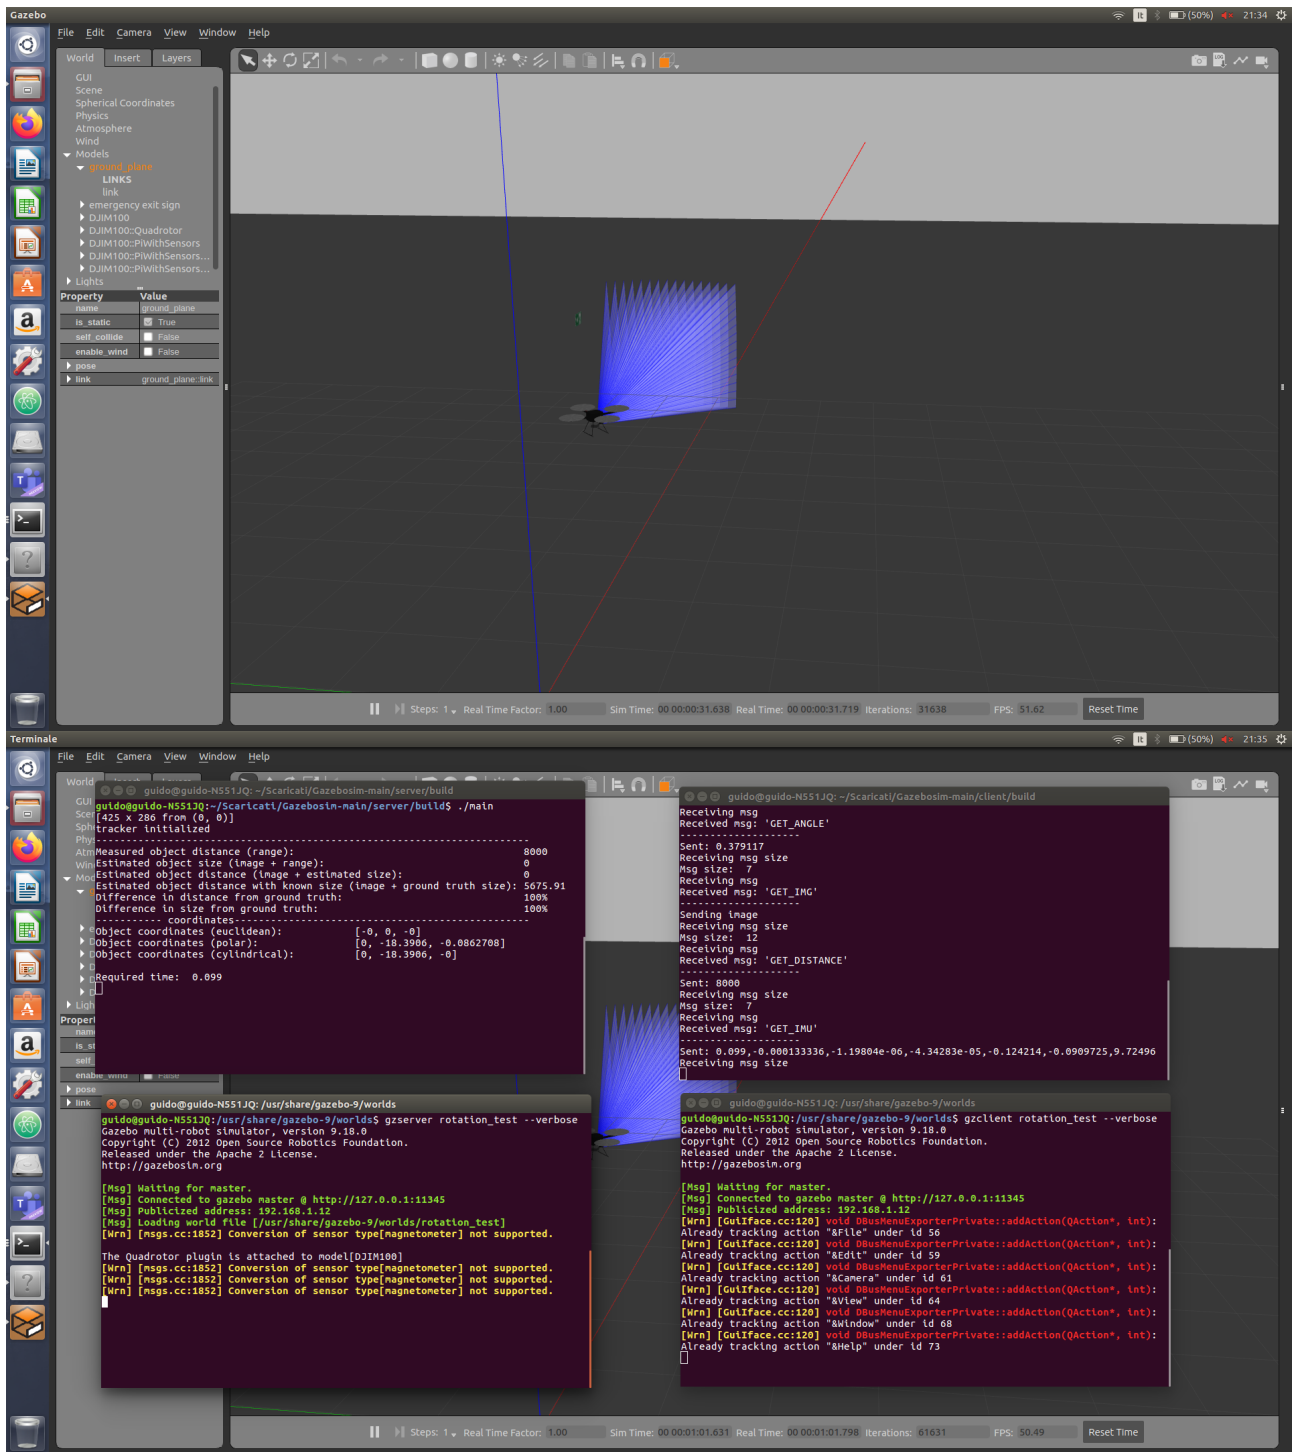 Gazebo
It (50%) 21:34
File Edit Camera View Window Help
World Insert Layers
GUI
Scene
Spherical Coordinates
Physics
Atmosphere
Wind
Models
ground_plane
LINKS
link
emergency exit sign
DJIM100
DJIM100::Quadrotor
DJIM100::PiWithSensors
DJIM100::PiWithSensors...
DJIM100::PiWithSensors...
Lights
Property Value
name ground_plane
is_static True
self_collide False
enable_wind False
pose
link ground_plane::link
Steps: 1 Real Time Factor: 1.00 Sim Time: 00 00:00:31.638 Real Time: 00 00:00:31.719 Iterations: 31638 FPS: 51.62 Reset Time
Terminale
It (50%) 21:35
File Edit Camera View Window Help
guido@guido-N551JQ: ~/Scaricati/Gazebosim-main/server/build
guido@guido-N551JQ:~/Scaricati/Gazebosim-main/server/build$ ./main
[425 x 286 from (0, 0)]
tracker initialized
--------------------------------------------------------------------
Measured object distance (range): 8000
Estimated object size (image + range): 0
Estimated object distance (image + estimated size): 0
Estimated object distance with known size (image + ground truth size): 5675.91
Difference in distance from ground truth: 100%
Difference in size from ground truth: 100%
----------- coordinates----------------------------------------------
Object coordinates (euclidean): [-0, 0, -0]
Object coordinates (polar): [0, -18.3906, -0.0862708]
Object coordinates (cylindrical): [0, -18.3906, -0]
Required time: 0.099
guido@guido-N551JQ: ~/Scaricati/Gazebosim-main/client/build
Receiving msg
Received msg: 'GET_ANGLE'
--------------------
Sent: 0.379117
Receiving msg size
Msg size: 7
Receiving msg
Received msg: 'GET_IMG'
--------------------
Sending image
Receiving msg size
Msg size: 12
Receiving msg
Received msg: 'GET_DISTANCE'
--------------------
Sent: 8000
Receiving msg size
Msg size: 7
Receiving msg
Received msg: 'GET_IMU'
--------------------
Sent: 0.099,-0.000133336,-1.19804e-06,-4.34283e-05,-0.124214,-0.0909725,9.72496
Receiving msg size
guido@guido-N551JQ: /usr/share/gazebo-9/worlds
guido@guido-N551JQ:/usr/share/gazebo-9/worlds$ gzserver rotation_test --verbose
Gazebo multi-robot simulator, version 9.18.0
Copyright (C) 2012 Open Source Robotics Foundation.
Released under the Apache 2 License.
http://gazebosim.org
[Msg] Waiting for master.
[Msg] Connected to gazebo master @ http://127.0.0.1:11345
[Msg] Publicized address: 192.168.1.12
[Msg] Loading world file [/usr/share/gazebo-9/worlds/rotation_test]
[Wrn] [msgs.cc:1852] Conversion of sensor type[magnetometer] not supported.
The Quadrotor plugin is attached to model[DJIM100]
[Wrn] [msgs.cc:1852] Conversion of sensor type[magnetometer] not supported.
[Wrn] [msgs.cc:1852] Conversion of sensor type[magnetometer] not supported.
[Wrn] [msgs.cc:1852] Conversion of sensor type[magnetometer] not supported.
guido@guido-N551JQ: /usr/share/gazebo-9/worlds
guido@guido-N551JQ:/usr/share/gazebo-9/worlds$ gzclient rotation_test --verbose
Gazebo multi-robot simulator, version 9.18.0
Copyright (C) 2012 Open Source Robotics Foundation.
Released under the Apache 2 License.
http://gazebosim.org
[Msg] Waiting for master.
[Msg] Connected to gazebo master @ http://127.0.0.1:11345
[Msg] Publicized address: 192.168.1.12
[Wrn] [GuiIface.cc:120] void DBusMenuExporterPrivate::addAction(QAction*, int):
Already tracking action "&File" under id 56
[Wrn] [GuiIface.cc:120] void DBusMenuExporterPrivate::addAction(QAction*, int):
Already tracking action "&Edit" under id 59
[Wrn] [GuiIface.cc:120] void DBusMenuExporterPrivate::addAction(QAction*, int):
Already tracking action "&Camera" under id 61
[Wrn] [GuiIface.cc:120] void DBusMenuExporterPrivate::addAction(QAction*, int):
Already tracking action "&View" under id 64
[Wrn] [GuiIface.cc:120] void DBusMenuExporterPrivate::addAction(QAction*, int):
Already tracking action "&Window" under id 68
[Wrn] [GuiIface.cc:120] void DBusMenuExporterPrivate::addAction(QAction*, int):
Already tracking action "&Help" under id 73
Steps: 1 Real Time Factor: 1.00 Sim Time: 00 00:01:01.631 Real Time: 00 00:01:01.798 Iterations: 61631 FPS: 50.49 Reset Time